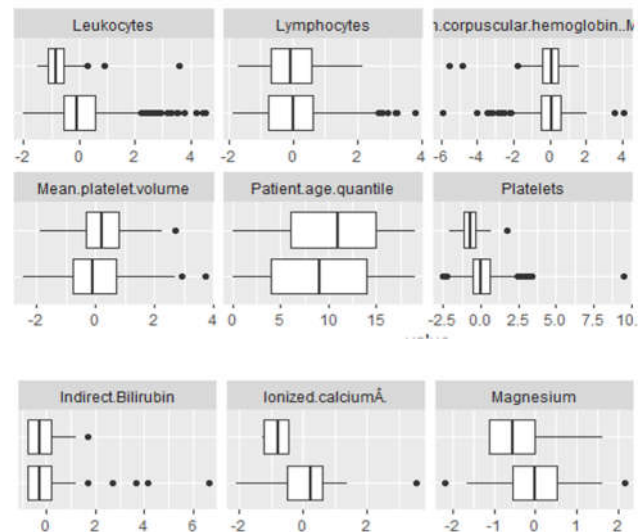 Leukocytes
Lymphocytes
n.corpuscular.hemoglobin..M
-2 0 2 4
-2 0 2 4
-6 -4 -2 0 2 4
Mean.platelet.volume
Patient.age.quantile
Platelets
-2 0 2 4
0 5 10 15
-2.5 0.0 2.5 5.0 7.5 10.
Indirect.Bilirubin
Ionized.calciumÂ.
Magnesium
0 2 4 6
0 2
-2 -1 0 1 2